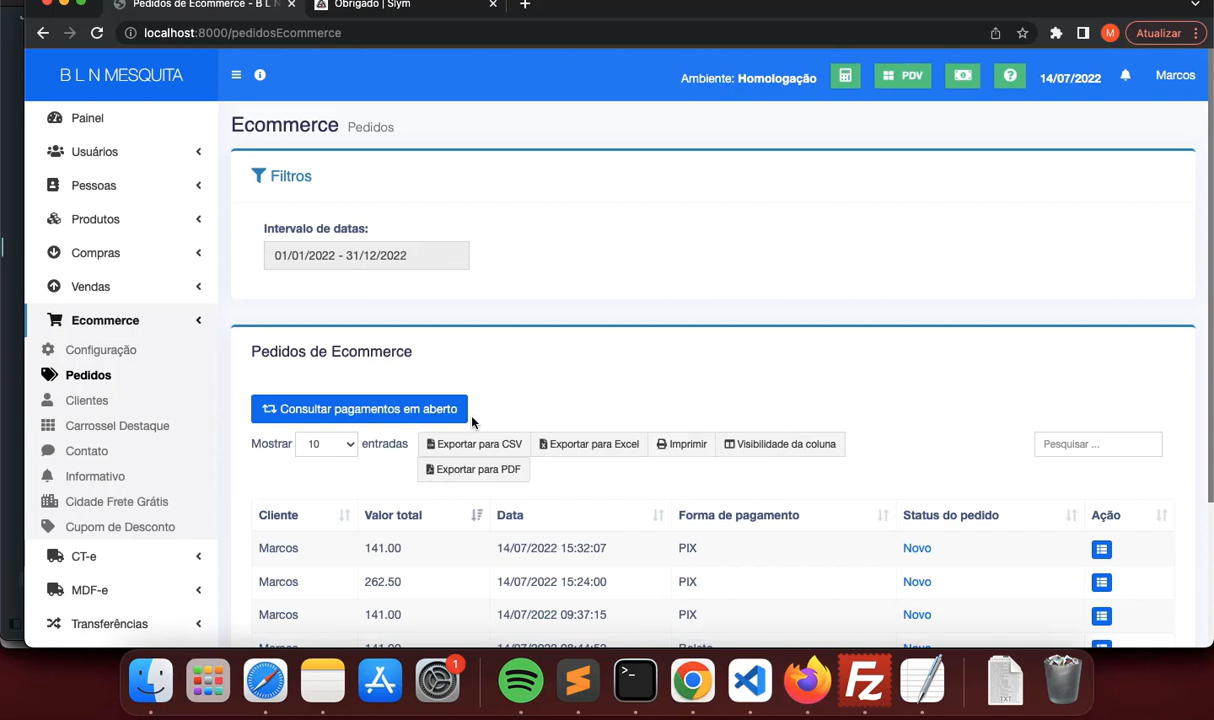 Pedidos de Ecommerce - B L N
Obrigado | Slym
localhost:8000/pedidosEcommerce
M
Atualizar
B L N MESQUITA
Ambiente: Homologação
PDV
14/07/2022
Marcos
Painel
Usuários
Pessoas
Produtos
Compras
Vendas
Ecommerce
Configuração
Pedidos
Clientes
Carrossel Destaque
Contato
Informativo
Cidade Frete Grátis
Cupom de Desconto
CT-e
MDF-e
Transferências
Ecommerce Pedidos
Filtros
Intervalo de datas:
01/01/2022 - 31/12/2022
Pedidos de Ecommerce
Consultar pagamentos em aberto
Mostrar 10 entradas
Exportar para CSV Exportar para Excel Imprimir Visibilidade da coluna
Exportar para PDF
Pesquisar ...
Cliente Valor total Data Forma de pagamento Status do pedido Ação
Marcos 141.00 14/07/2022 15:32:07 PIX Novo
Marcos 262.50 14/07/2022 15:24:00 PIX Novo
Marcos 141.00 14/07/2022 09:37:15 PIX Novo
1
TXT